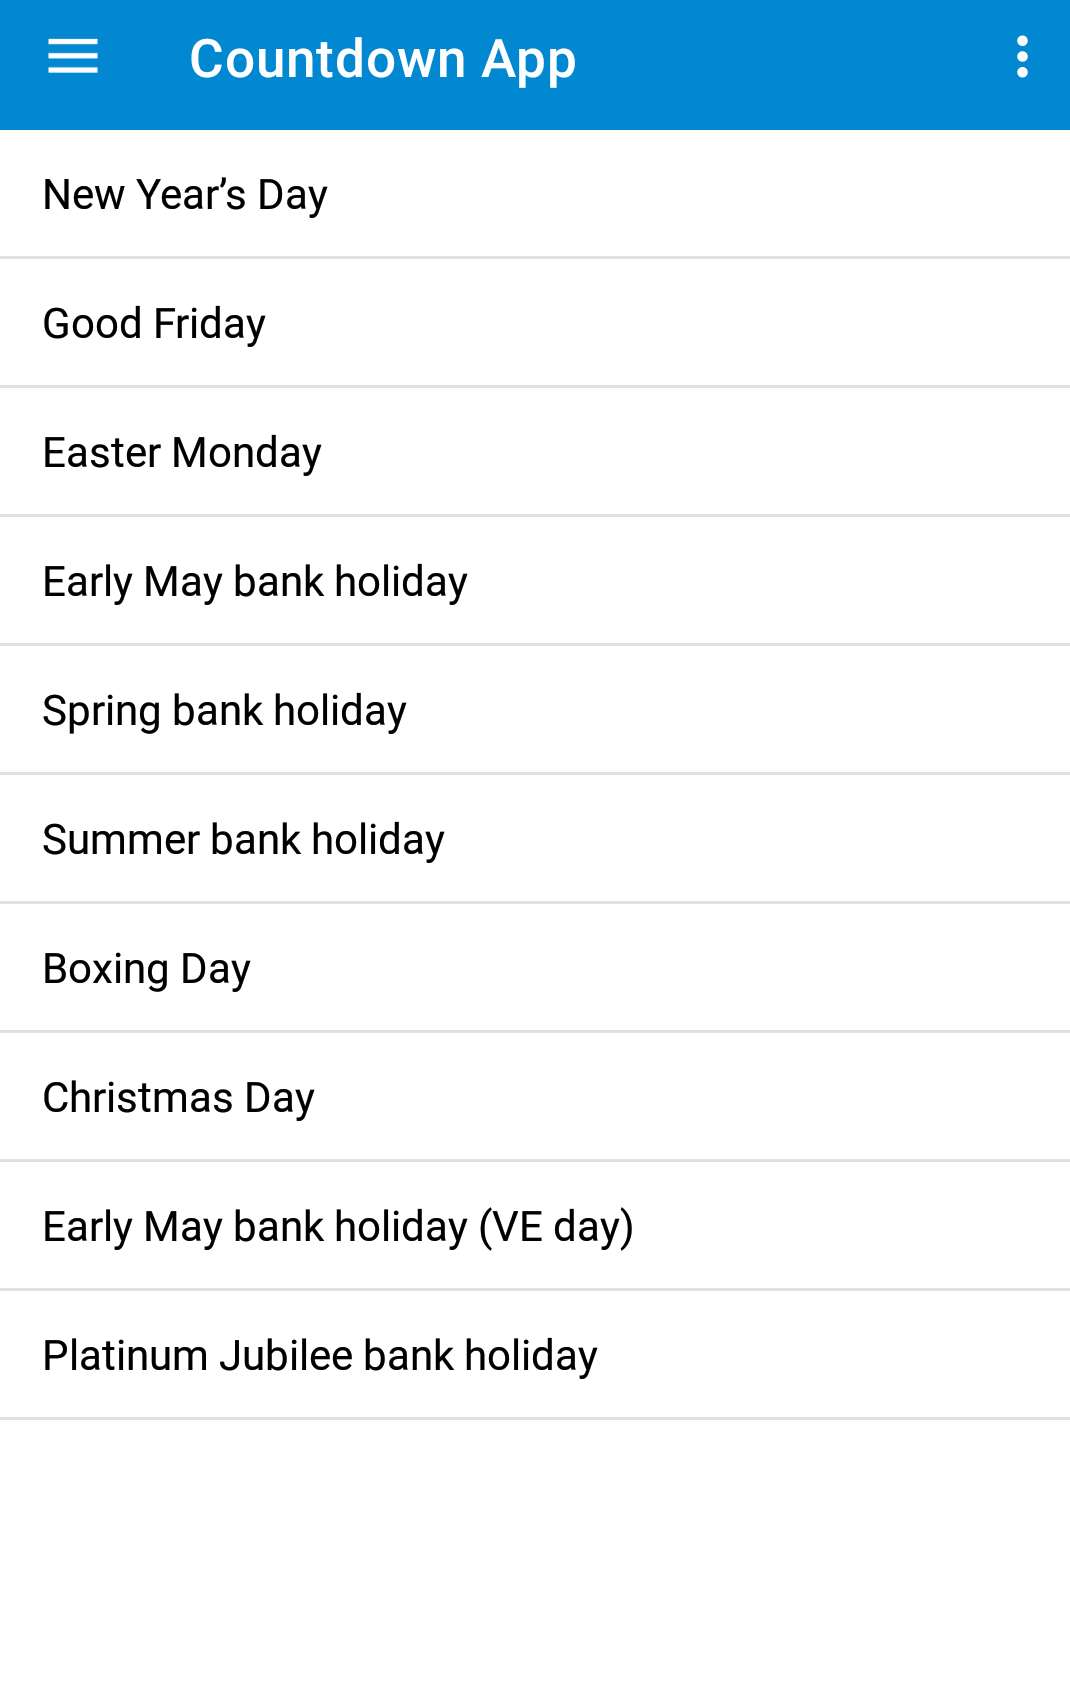 Countdown App
New Year’s Day
Good Friday
Easter Monday
Early May bank holiday
Spring bank holiday
Summer bank holiday
Boxing Day
Christmas Day
Early May bank holiday (VE day)
Platinum Jubilee bank holiday